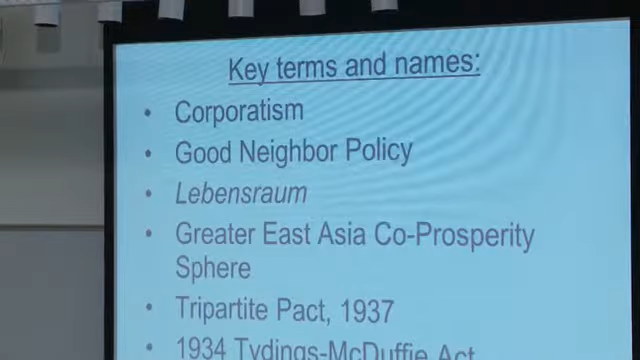 Key terms and names:
• Corporatism
• Good Neighbor Policy
• Lebensraum
• Greater East Asia Co-Prosperity
Sphere
• Tripartite Pact, 1937
• 1934 Tydings-McDuffie Act